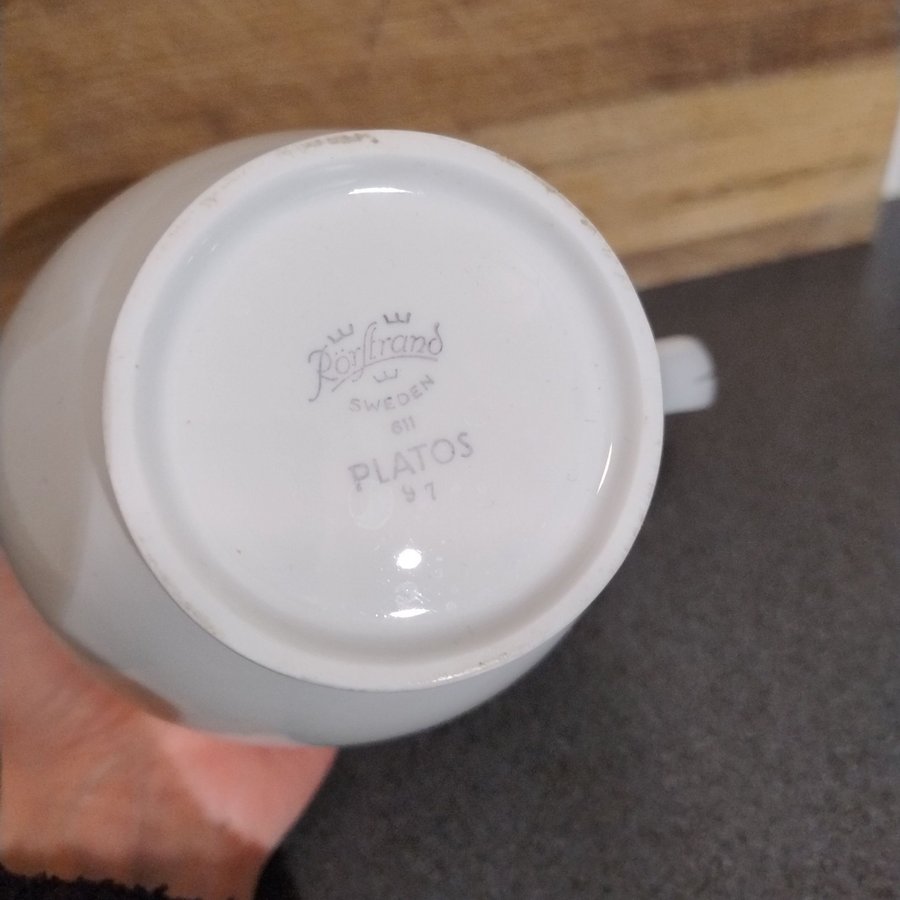 Rörstrand
SWEDEN
611
PLATOS
97